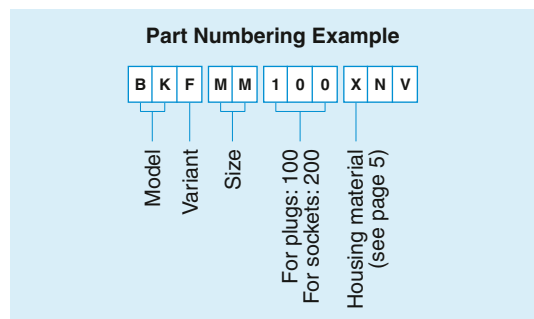 Part Numbering Example
B K F M M 1 0 0 X N V
Model
Variant
Size
For plugs: 100
For sockets: 200
Housing material
(see page 5)